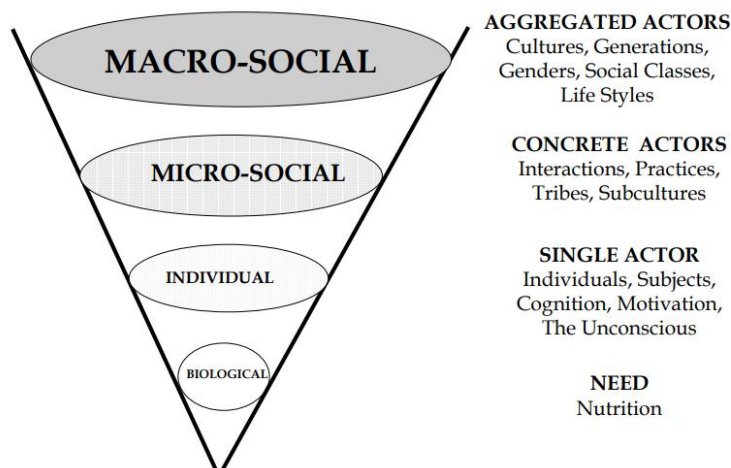 MACRO-SOCIAL
AGGREGATED ACTORS
Cultures, Generations,
Genders, Social Classes,
Life Styles
MICRO-SOCIAL
CONCRETE ACTORS
Interactions, Practices,
Tribes, Subcultures
INDIVIDUAL
SINGLE ACTOR
Individuals, Subjects,
Cognition, Motivation,
The Unconscious
BIOLOGICAL
NEED
Nutrition